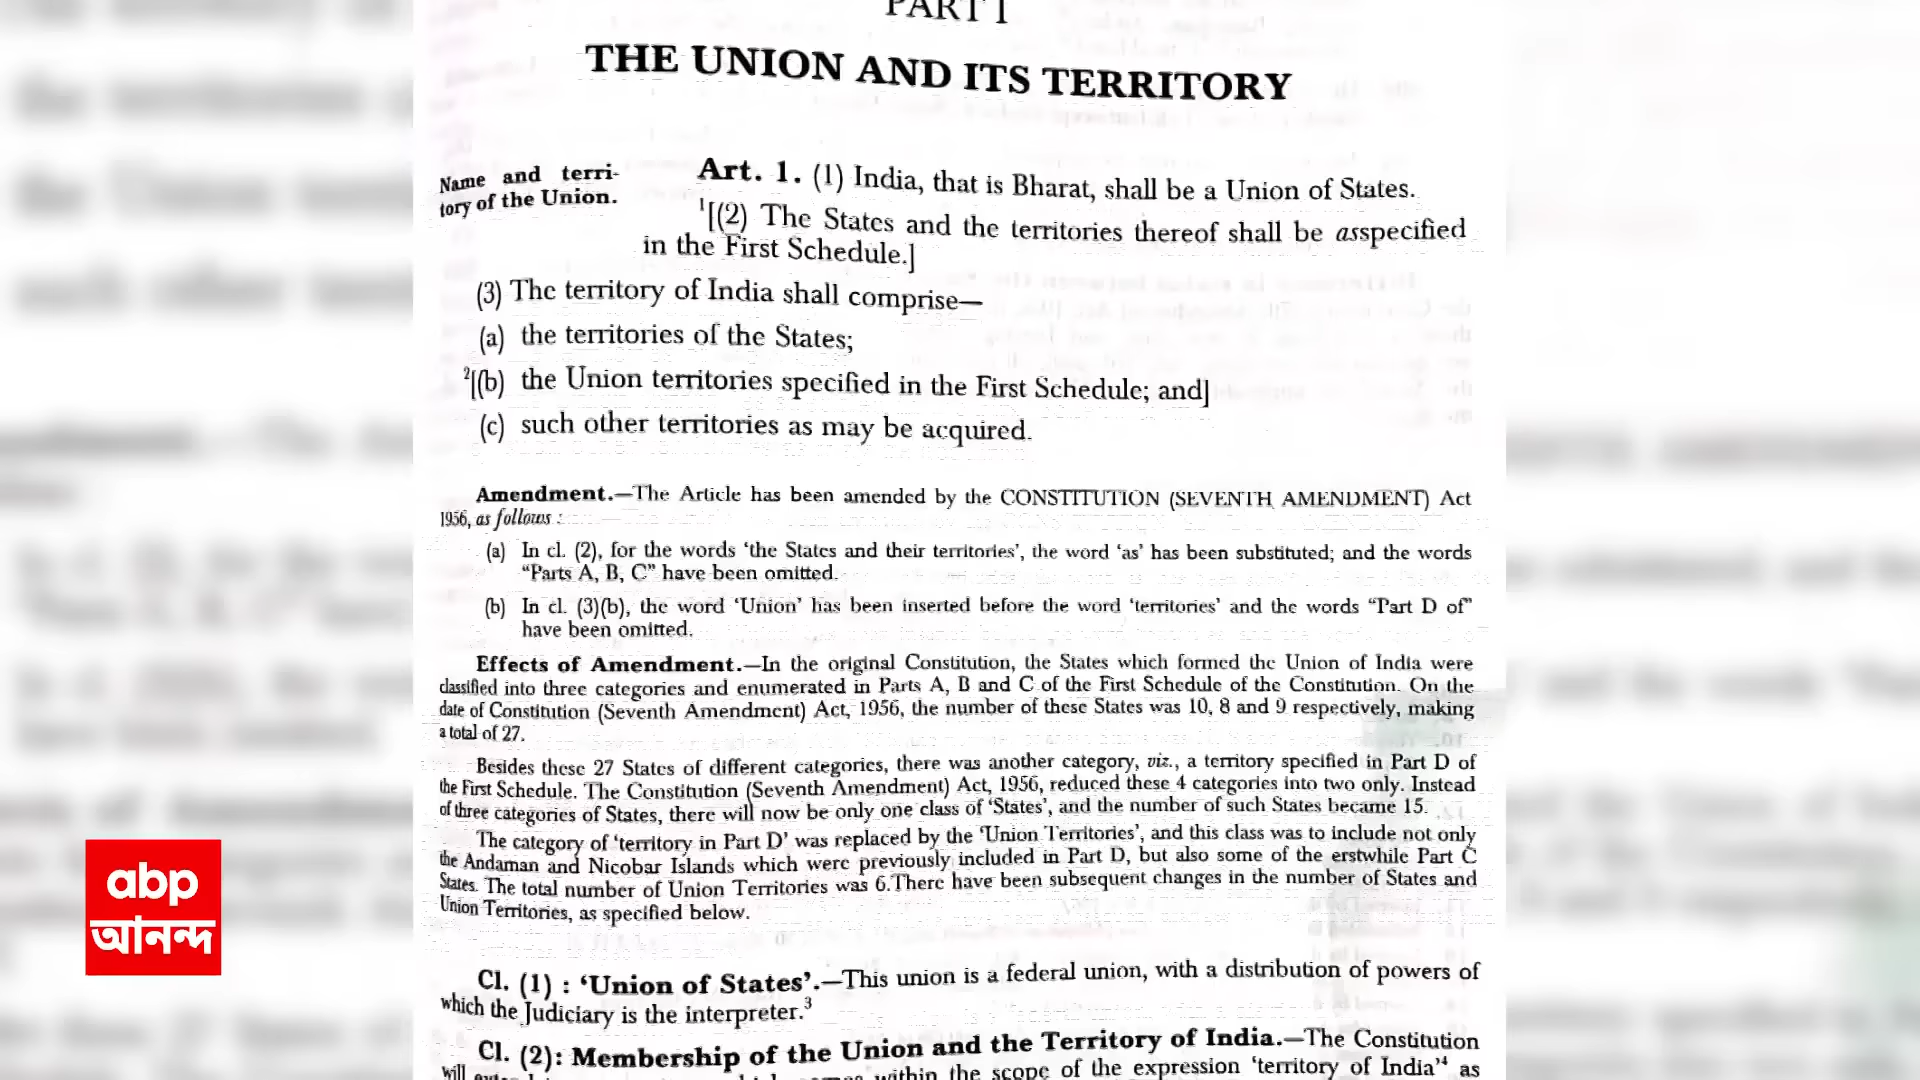 PART I
THE UNION AND ITS TERRITORY
Name and terri-
tory of the Union.
Art. 1. (1) India, that is Bharat, shall be a Union of States.
¹[(2) The States and the territories thereof shall be asspecified
in the First Schedule.]
(3) The territory of India shall comprise—
(a) the territories of the States;
²[(b) the Union territories specified in the First Schedule; and]
(c) such other territories as may be acquired.
Amendment.—The Article has been amended by the CONSTITUTION (SEVENTH AMENDMENT) Act
1956, as follows :
(a) In cl. (2), for the words ‘the States and their territories’, the word ‘as’ has been substituted; and the words
“Parts A, B, C” have been omitted.
(b) In cl. (3)(b), the word ‘Union’ has been inserted before the word ‘territories’ and the words “Part D of”
have been omitted.
Effects of Amendment.—In the original Constitution, the States which formed the Union of India were
classified into three categories and enumerated in Parts A, B and C of the First Schedule of the Constitution. On the
date of Constitution (Seventh Amendment) Act, 1956, the number of these States was 10, 8 and 9 respectively, making
a total of 27.
Besides these 27 States of different categories, there was another category, viz., a territory specified in Part D of
the First Schedule. The Constitution (Seventh Amendment) Act, 1956, reduced these 4 categories into two only. Instead
of three categories of States, there will now be only one class of ‘States’, and the number of such States became 15.
The category of ‘territory in Part D’ was replaced by the ‘Union Territories’, and this class was to include not only
the Andaman and Nicobar Islands which were previously included in Part D, but also some of the erstwhile Part C
States. The total number of Union Territories was 6.There have been subsequent changes in the number of States and
Union Territories, as specified below.
Cl. (1) : ‘Union of States’.—This union is a federal union, with a distribution of powers of
which the Judiciary is the interpreter.³
Cl. (2): Membership of the Union and the Territory of India.—The Constitution
will within the scope of the expression ‘territory of India’⁴ as
abp
আনন্দ